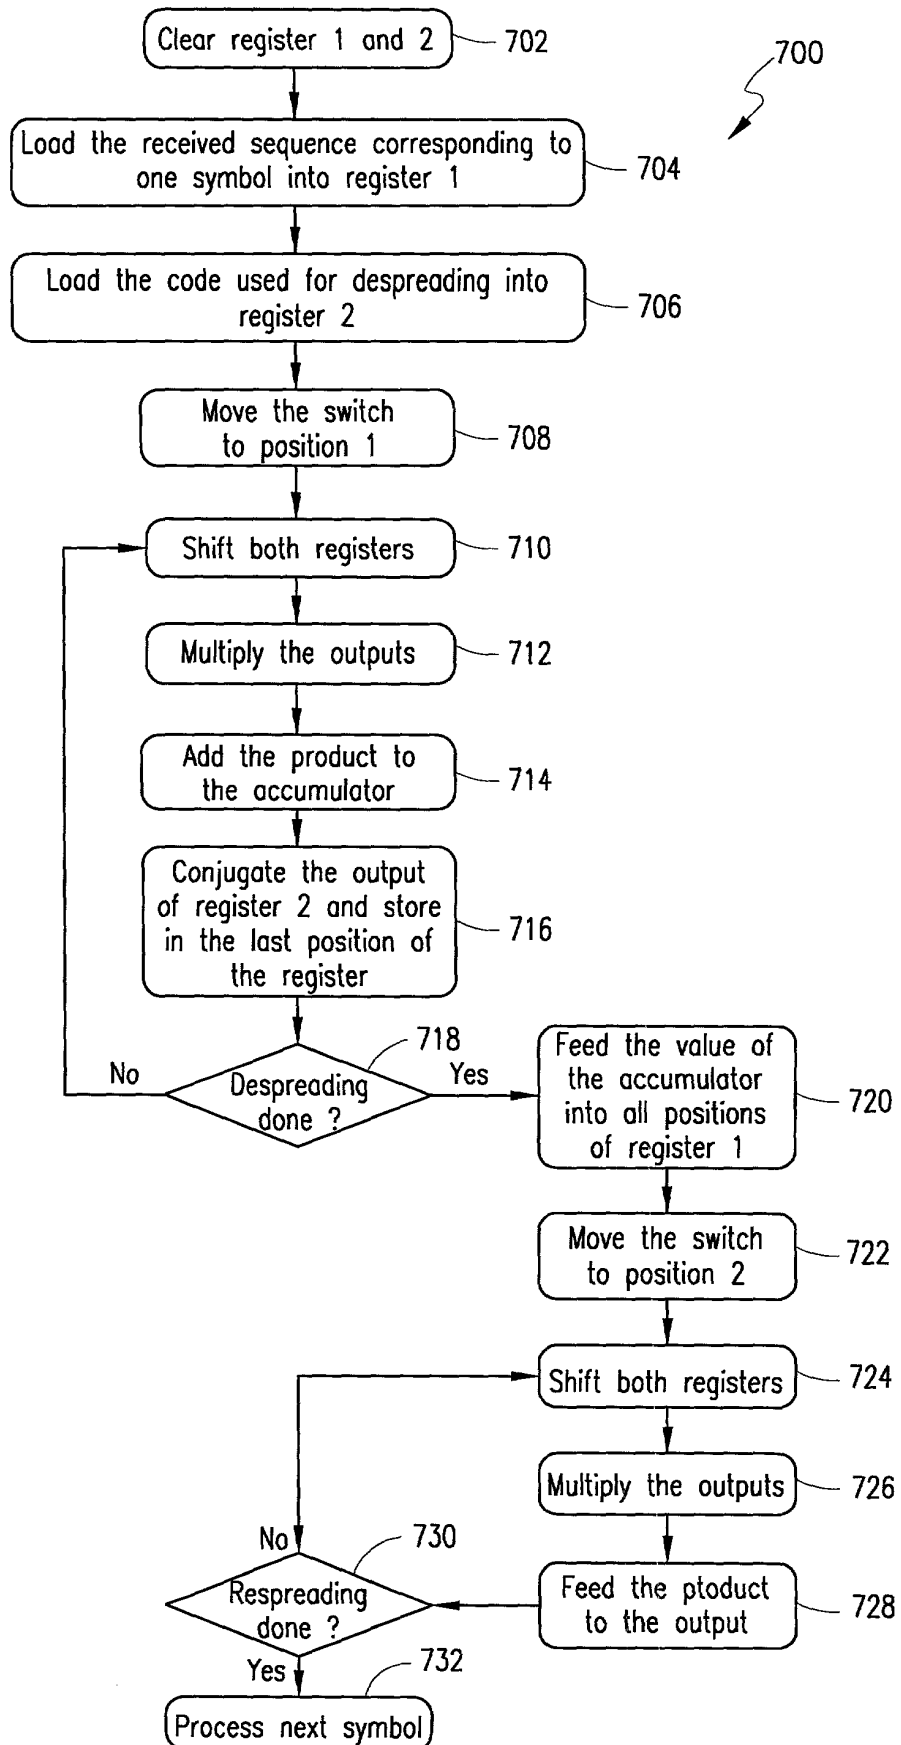 Clear register 1 and 2
702
700
Load the received sequence corresponding to
one symbol into register 1
704
Load the code used for despreading into
register 2
706
Move the switch
to position 1
708
Shift both registers
710
Multiply the outputs
712
Add the product to
the accumulator
714
Conjugate the output
of register 2 and store
in the last position of
the register
716
718
Despreading
done ?
No
Yes
Feed the value of
the accumulator
into all positions
of register 1
720
Move the switch
to position 2
722
Shift both registers
724
Multiply the outputs
726
Feed the ptoduct
to the output
728
No
730
Respreading
done ?
Yes
732
Process next symbol